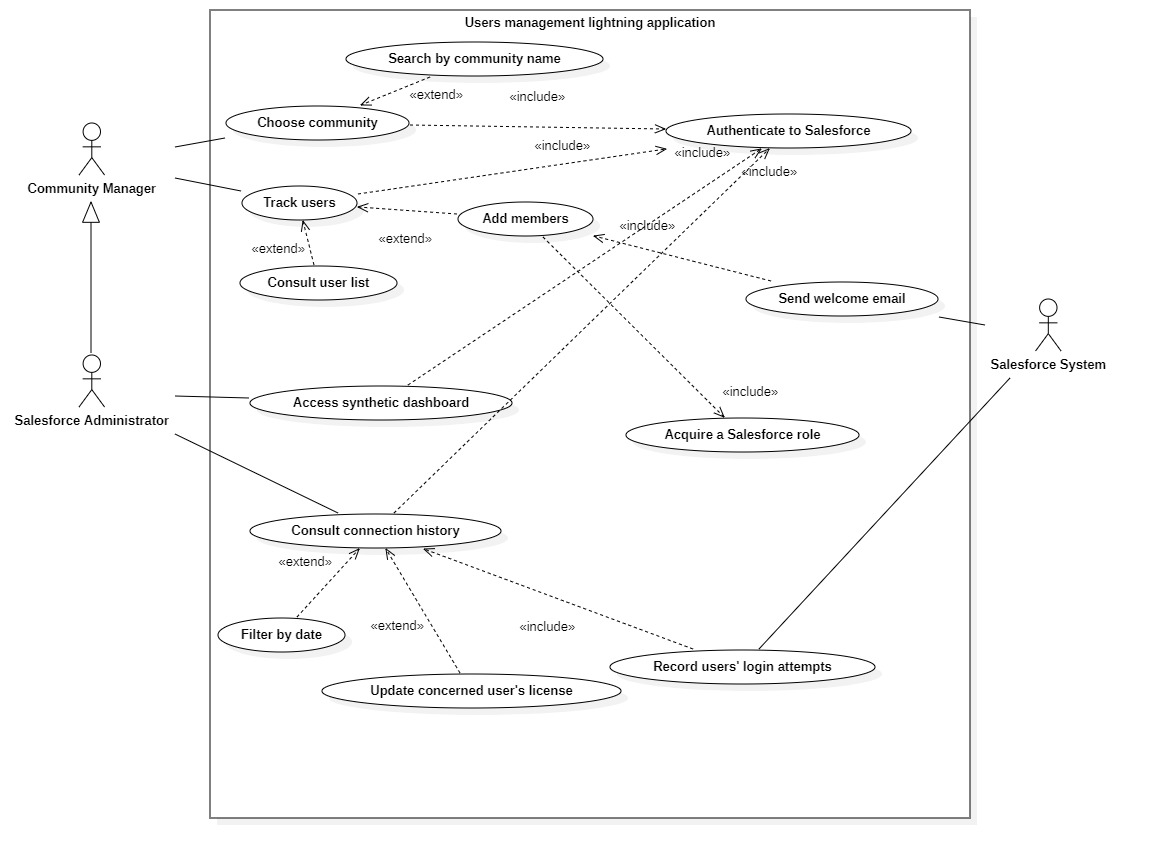 Users management lightning application
Search by community name
«extend»
«include»
Choose community
Authenticate to Salesforce
«include»
«include»
«include»
Community Manager
Track users
Add members
«include»
«extend»
«extend»
Consult user list
Send welcome email
Salesforce System
«include»
Access synthetic dashboard
Salesforce Administrator
Acquire a Salesforce role
Consult connection history
«extend»
«extend»
«include»
Filter by date
Record users' login attempts
Update concerned user's license